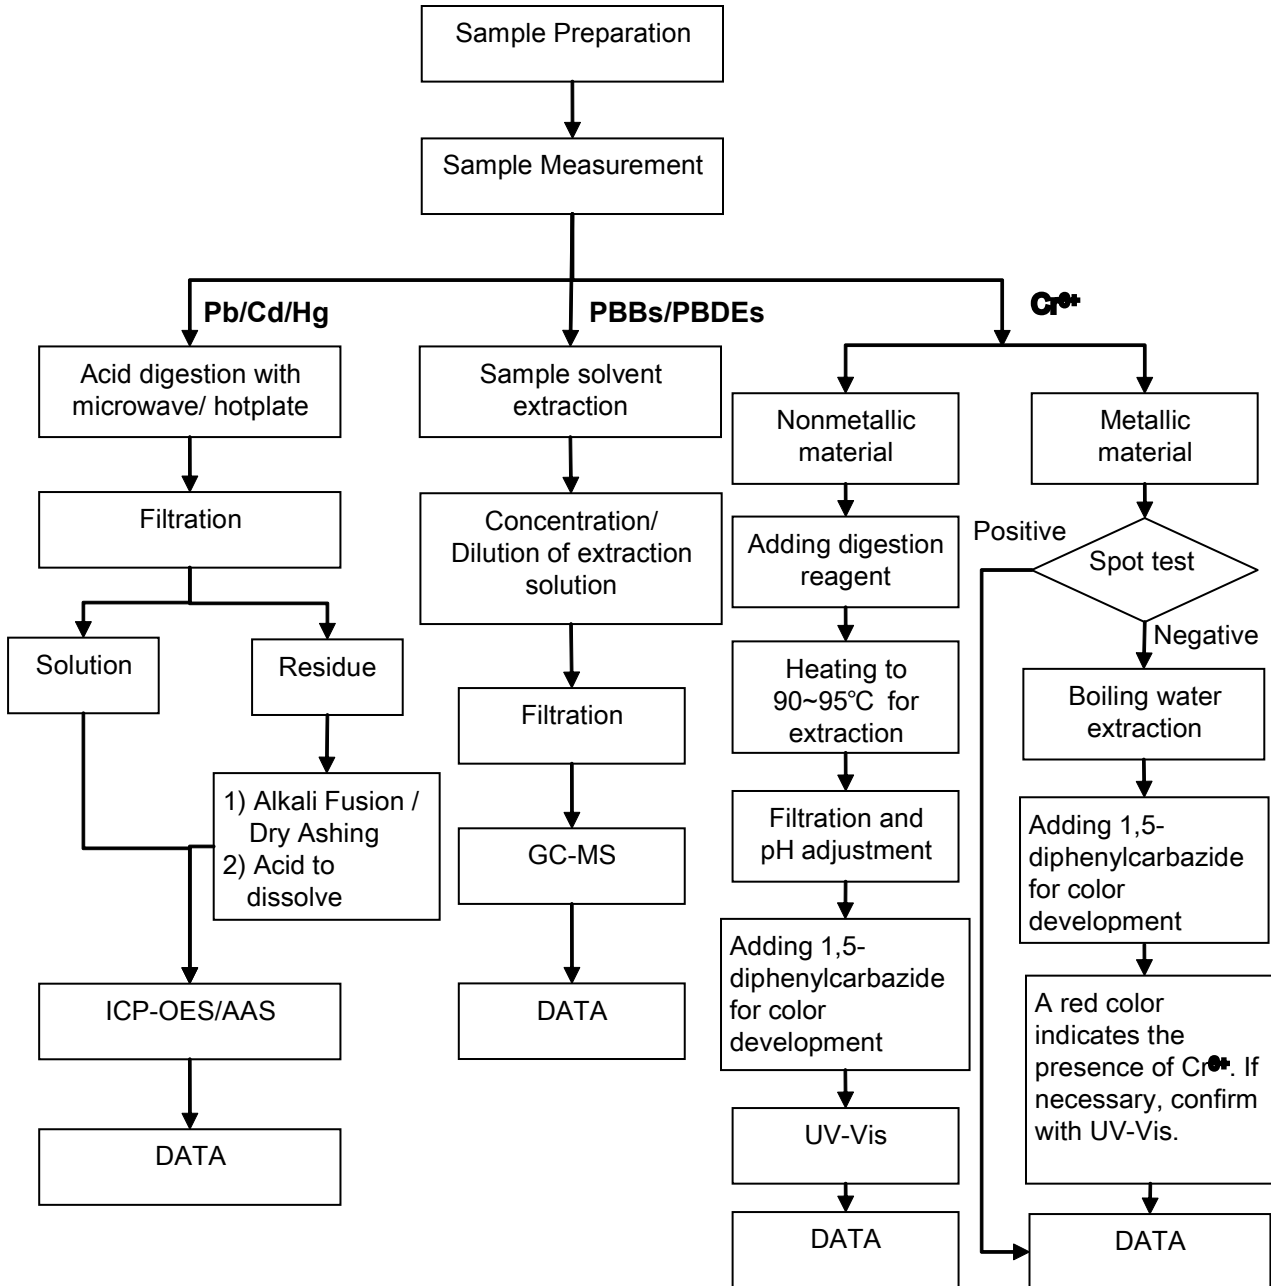 Sample Preparation
Sample Measurement
Pb/Cd/Hg
PBBs/PBDEs
Cr⁶⁺
Acid digestion with
microwave/ hotplate
Filtration
Solution
Residue
1) Alkali Fusion /
Dry Ashing
2) Acid to
dissolve
ICP-OES/AAS
DATA
Sample solvent
extraction
Concentration/
Dilution of extraction
solution
Filtration
GC-MS
DATA
Nonmetallic
material
Adding digestion
reagent
Heating to
90~95℃ for
extraction
Filtration and
pH adjustment
Adding 1,5-
diphenylcarbazide
for color
development
UV-Vis
DATA
Metallic
material
Positive
Spot test
Negative
Boiling water
extraction
Adding 1,5-
diphenylcarbazide
for color
development
A red color
indicates the
presence of Cr⁶⁺. If
necessary, confirm
with UV-Vis.
DATA